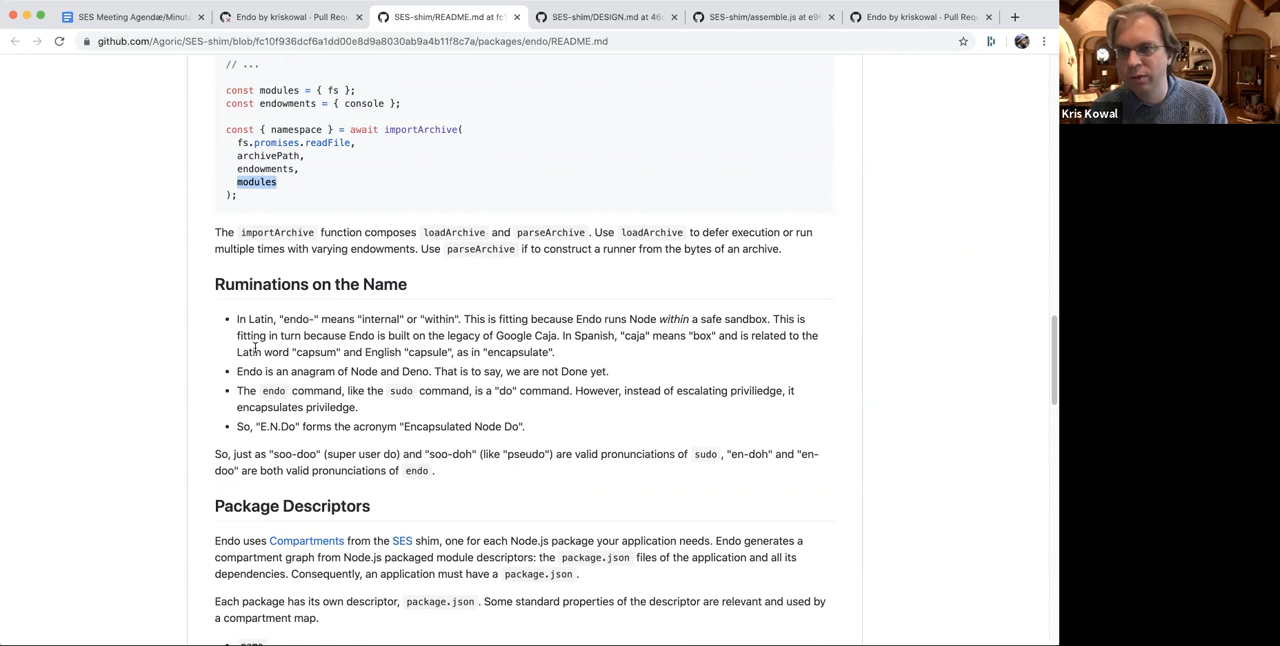 SES Meeting Agendæ/Minuta
Endo by kriskowal · Pull Requ
SES-shim/README.md at fc1
SES-shim/DESIGN.md at 46c
SES-shim/assemble.js at e96
Endo by kriskowal · Pull Req
github.com/Agoric/SES-shim/blob/fc10f936dcf6a1dd00e8d9a8030ab9a4b11f8c7a/packages/endo/README.md
Kris Kowal
// ...
const modules = { fs };
const endowments = { console };
const { namespace } = await importArchive(
fs.promises.readFile,
archivePath,
endowments,
modules
);
The importArchive function composes loadArchive and parseArchive . Use loadArchive to defer execution or run
multiple times with varying endowments. Use parseArchive if to construct a runner from the bytes of an archive.
Ruminations on the Name
• In Latin, "endo-" means "internal" or "within". This is fitting because Endo runs Node within a safe sandbox. This is
fitting in turn because Endo is built on the legacy of Google Caja. In Spanish, "caja" means "box" and is related to the
Latin word "capsum" and English "capsule", as in "encapsulate".
• Endo is an anagram of Node and Deno. That is to say, we are not Done yet.
• The endo command, like the sudo command, is a "do" command. However, instead of escalating priviliedge, it
encapsulates priviledge.
• So, "E.N.Do" forms the acronym "Encapsulated Node Do".
So, just as "soo-doo" (super user do) and "soo-doh" (like "pseudo") are valid pronunciations of sudo , "en-doh" and "en-
doo" are both valid pronunciations of endo .
Package Descriptors
Endo uses Compartments from the SES shim, one for each Node.js package your application needs. Endo generates a
compartment graph from Node.js packaged module descriptors: the package.json files of the application and all its
dependencies. Consequently, an application must have a package.json .
Each package has its own descriptor, package.json . Some standard properties of the descriptor are relevant and used by
a compartment map.
• name